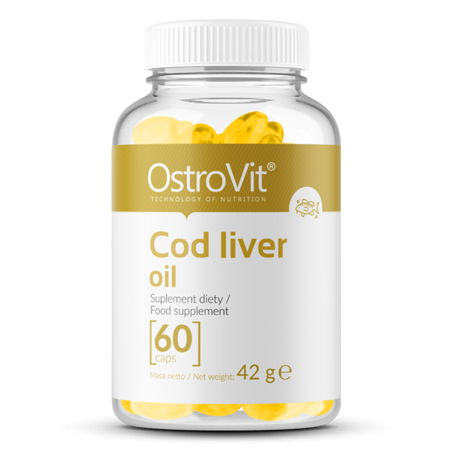 OstroVit®
TECHNOLOGY OF NUTRITION
Cod liver
oil
Suplement diety /
Food supplement
[60]
caps
Masa netto / Net weight: 42 g ℮